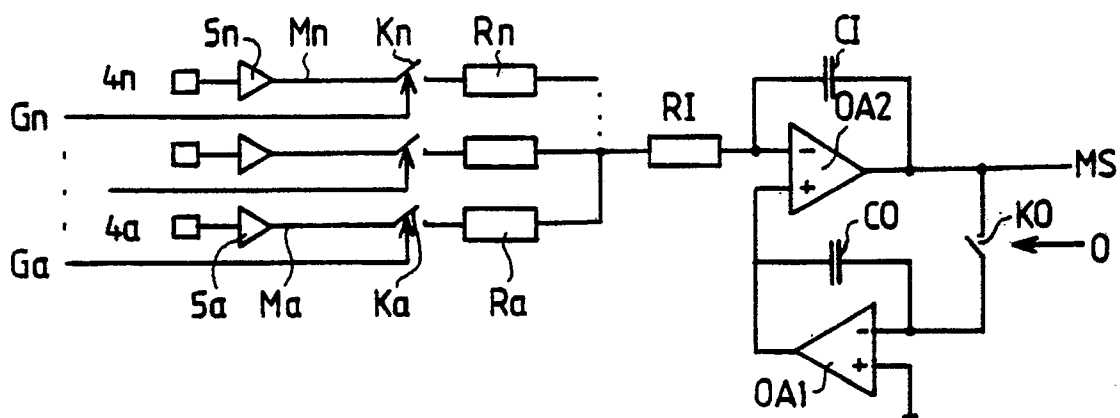 5n Mn Kn Rn CI
4n
Gn RI OA2
- 
+
MS
4a CO KO O
Ga
5a Ma Ka Ra
-
+
OA1